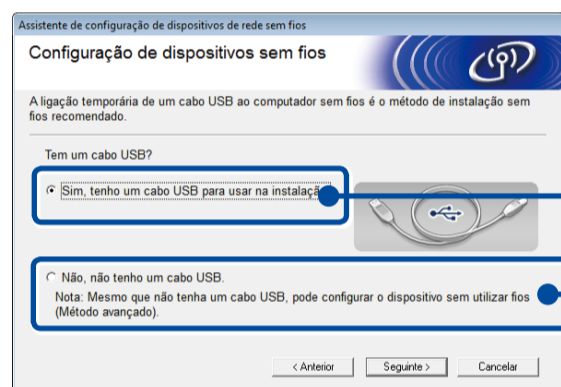 Assistente de configuração de dispositivos de rede sem fios
Configuração de dispositivos sem fios
A ligação temporária de um cabo USB ao computador sem fios é o método de instalação sem
fios recomendado.
Tem um cabo USB?
Sim, tenho um cabo USB para usar na instalação
Não, não tenho um cabo USB.
Nota: Mesmo que não tenha um cabo USB, pode configurar o dispositivo sem utilizar fios
(Método avançado).
< Anterior
Seguinte >
Cancelar